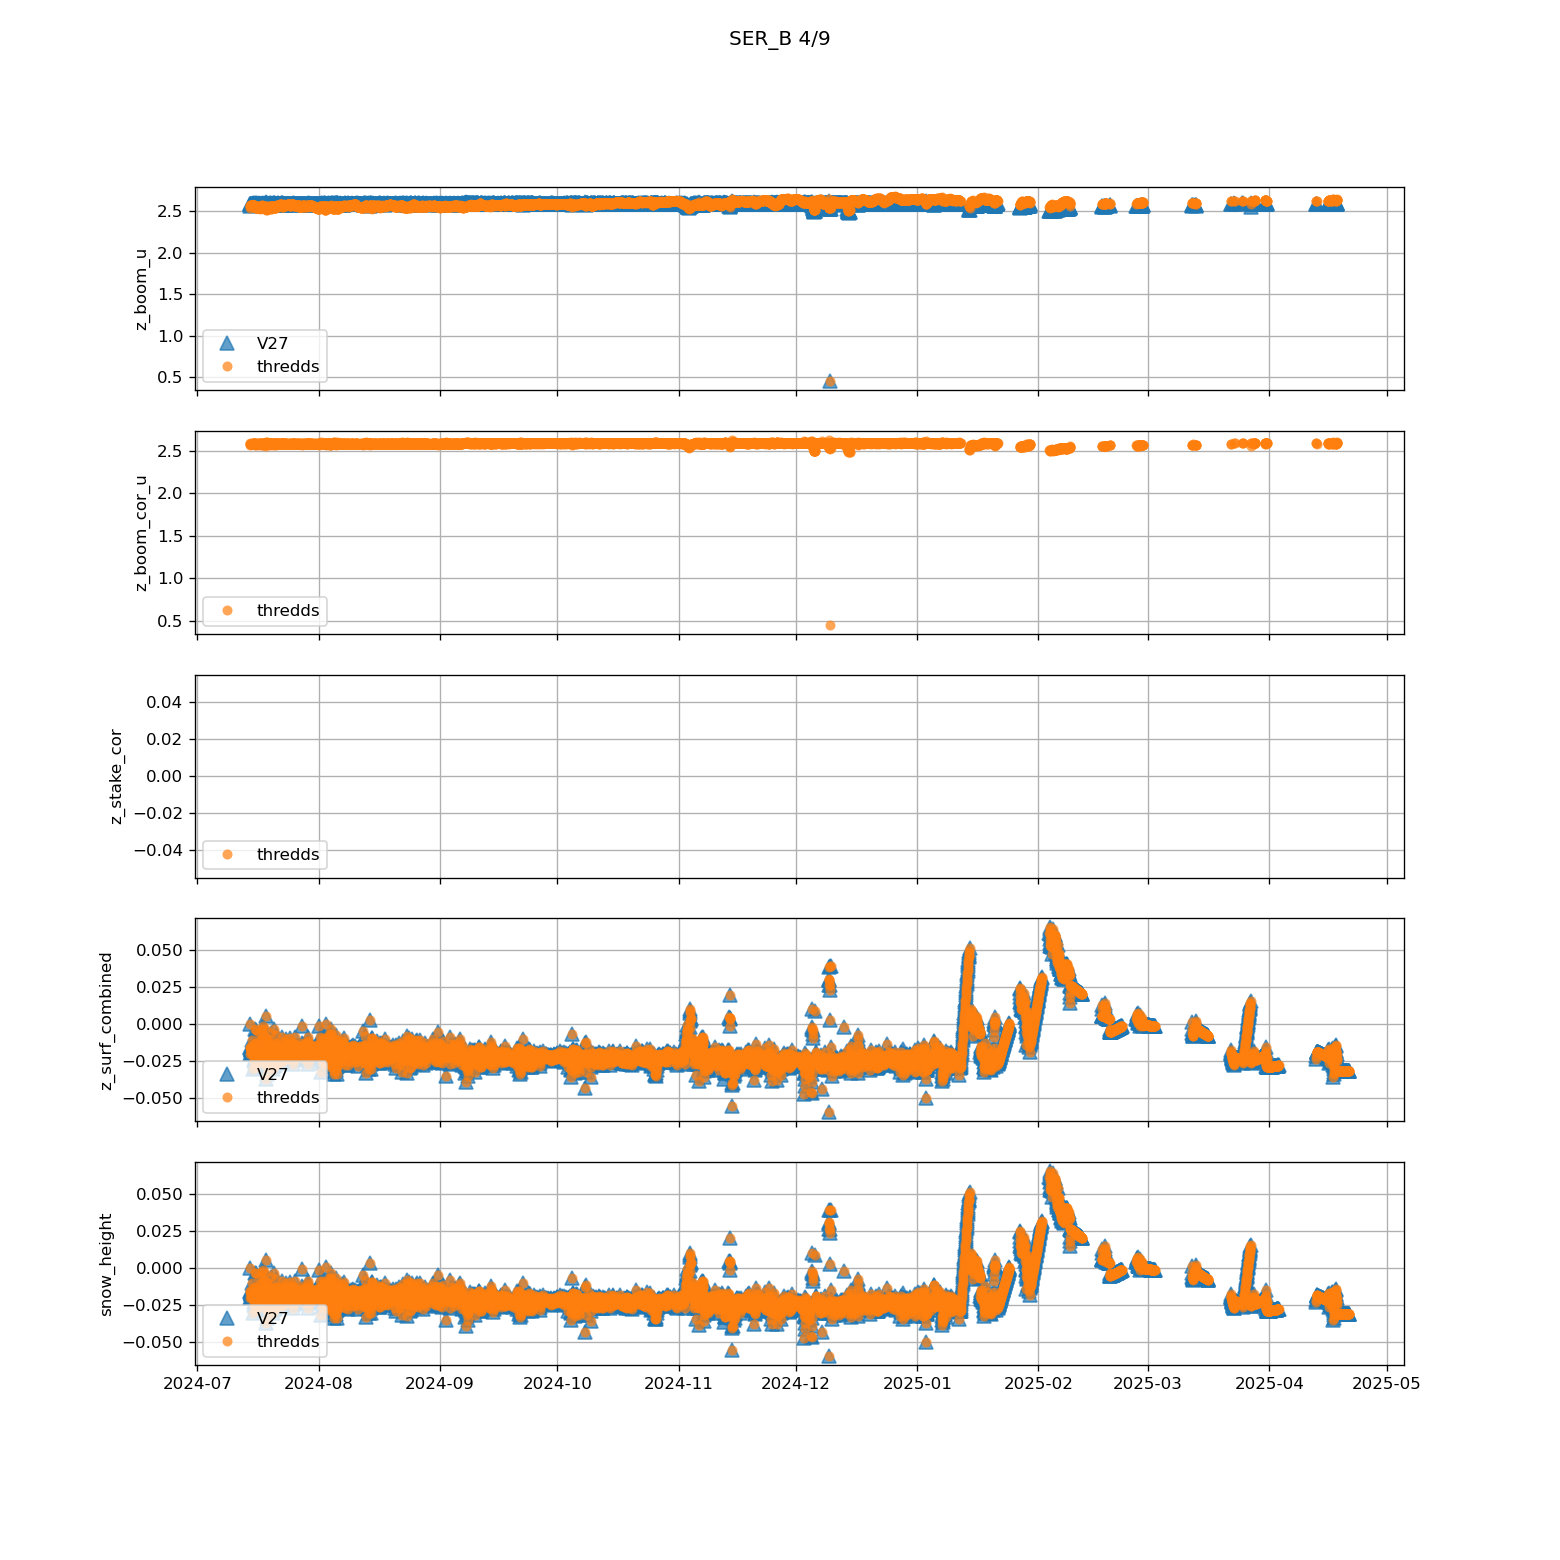 SER_B 4/9
z_boom_u
2.5
2.0
1.5
1.0
0.5
V27
thredds
z_boom_cor_u
2.5
2.0
1.5
1.0
0.5
thredds
z_stake_cor
0.04
0.02
0.00
−0.02
−0.04
thredds
z_surf_combined
0.050
0.025
0.000
−0.025
−0.050
V27
thredds
snow_height
0.050
0.025
0.000
−0.025
−0.050
V27
thredds
2024-07 2024-08 2024-09 2024-10 2024-11 2024-12 2025-01 2025-02 2025-03 2025-04 2025-05